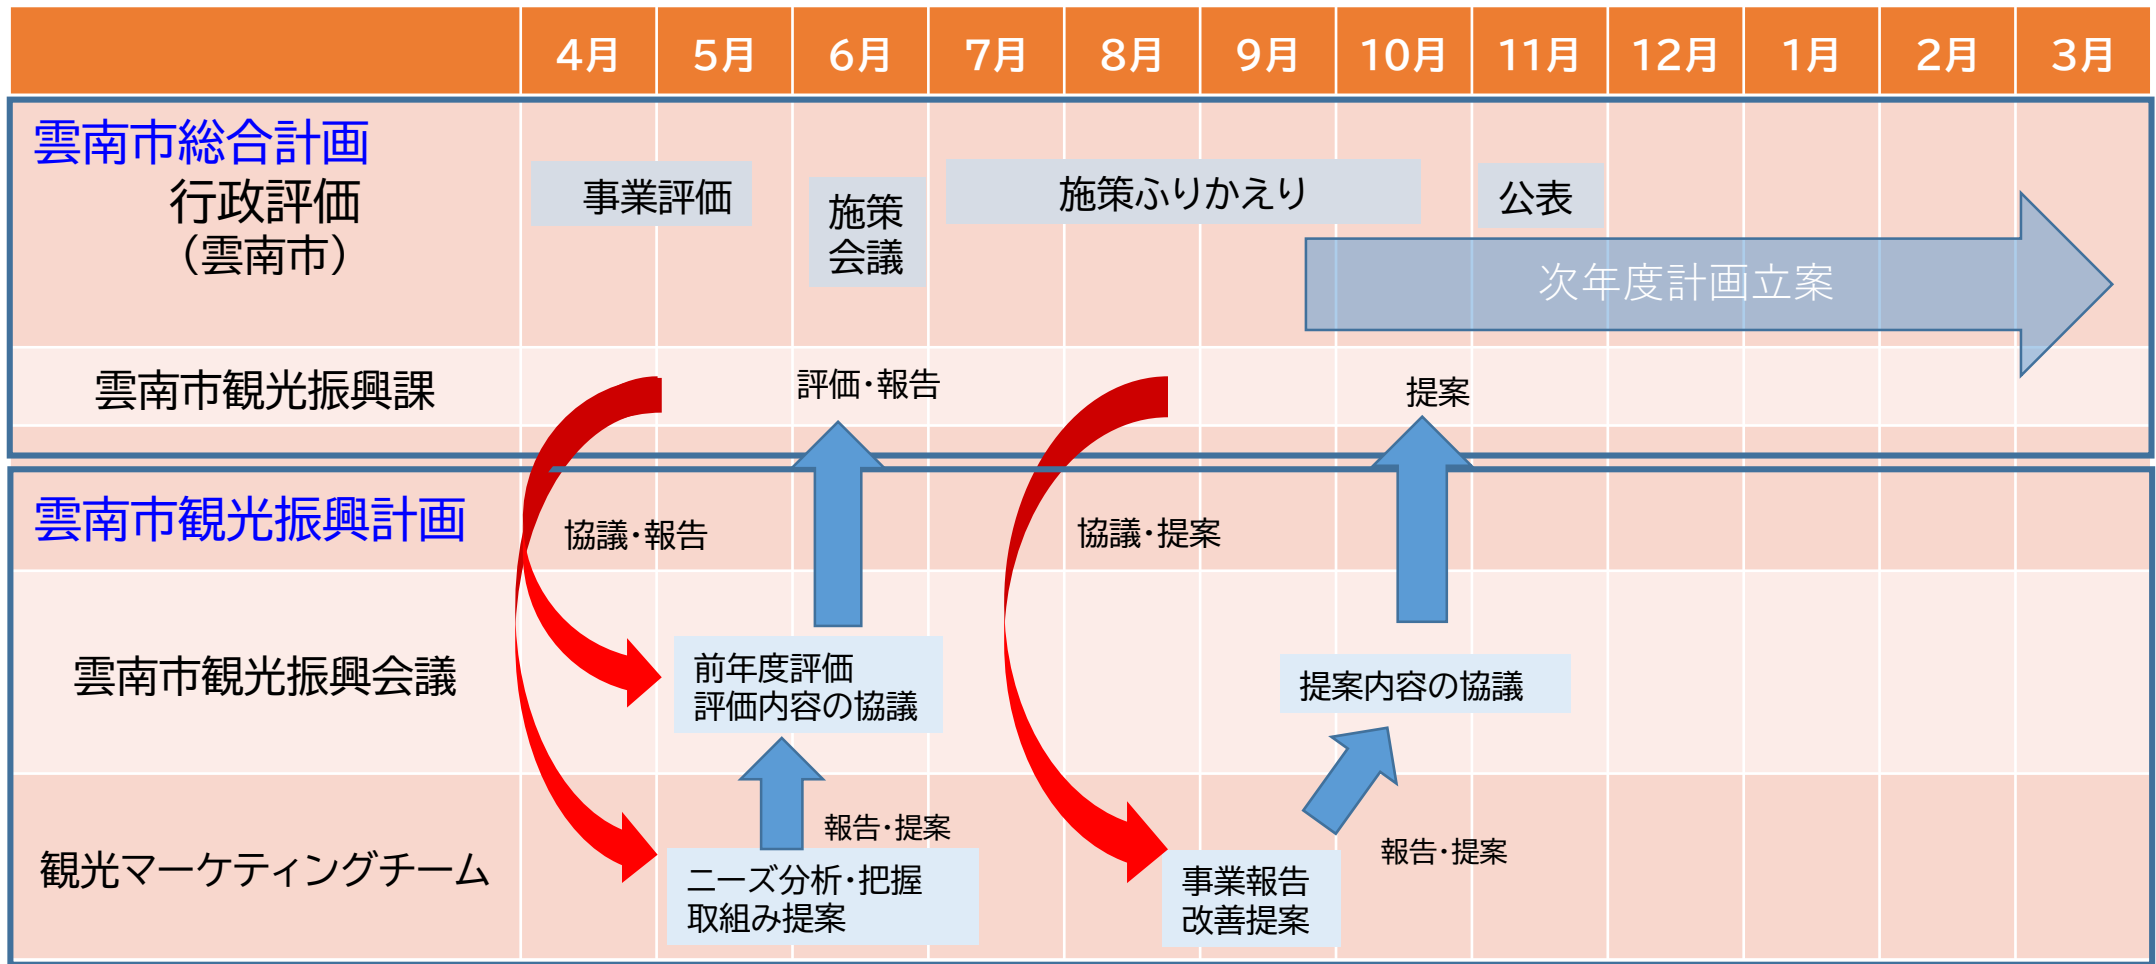 4月 5月 6月 7月 8月 9月 10月 11月 12月 1月 2月 3月
雲南市総合計画
行政評価
（雲南市）
事業評価
施策
会議
施策ふりかえり
公表
次年度計画立案
雲南市観光振興課
評価・報告
提案
雲南市観光振興計画
協議・報告
協議・提案
雲南市観光振興会議
前年度評価
評価内容の協議
提案内容の協議
観光マーケティングチーム
報告・提案
ニーズ分析・把握
取組み提案
事業報告
改善提案
報告・提案